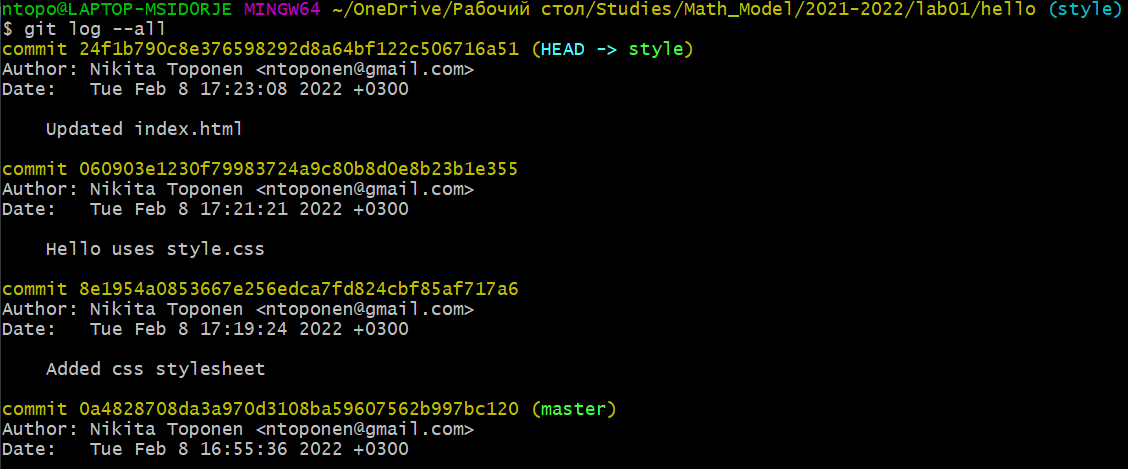 ntopo@LAPTOP-MSIDORJE MINGW64 ~/OneDrive/Рабочий стол/Studies/Math_Model/2021-2022/lab01/hello (style)
$ git log --all
commit 24f1b790c8e376598292d8a64bf122c506716a51 (HEAD -> style)
Author: Nikita Toponen <ntoponen@gmail.com>
Date:   Tue Feb 8 17:23:08 2022 +0300
    Updated index.html
commit 060903e1230f79983724a9c80b8d0e8b23b1e355
Author: Nikita Toponen <ntoponen@gmail.com>
Date:   Tue Feb 8 17:21:21 2022 +0300
    Hello uses style.css
commit 8e1954a0853667e256edca7fd824cbf85af717a6
Author: Nikita Toponen <ntoponen@gmail.com>
Date:   Tue Feb 8 17:19:24 2022 +0300
    Added css stylesheet
commit 0a4828708da3a970d3108ba59607562b997bc120 (master)
Author: Nikita Toponen <ntoponen@gmail.com>
Date:   Tue Feb 8 16:55:36 2022 +0300